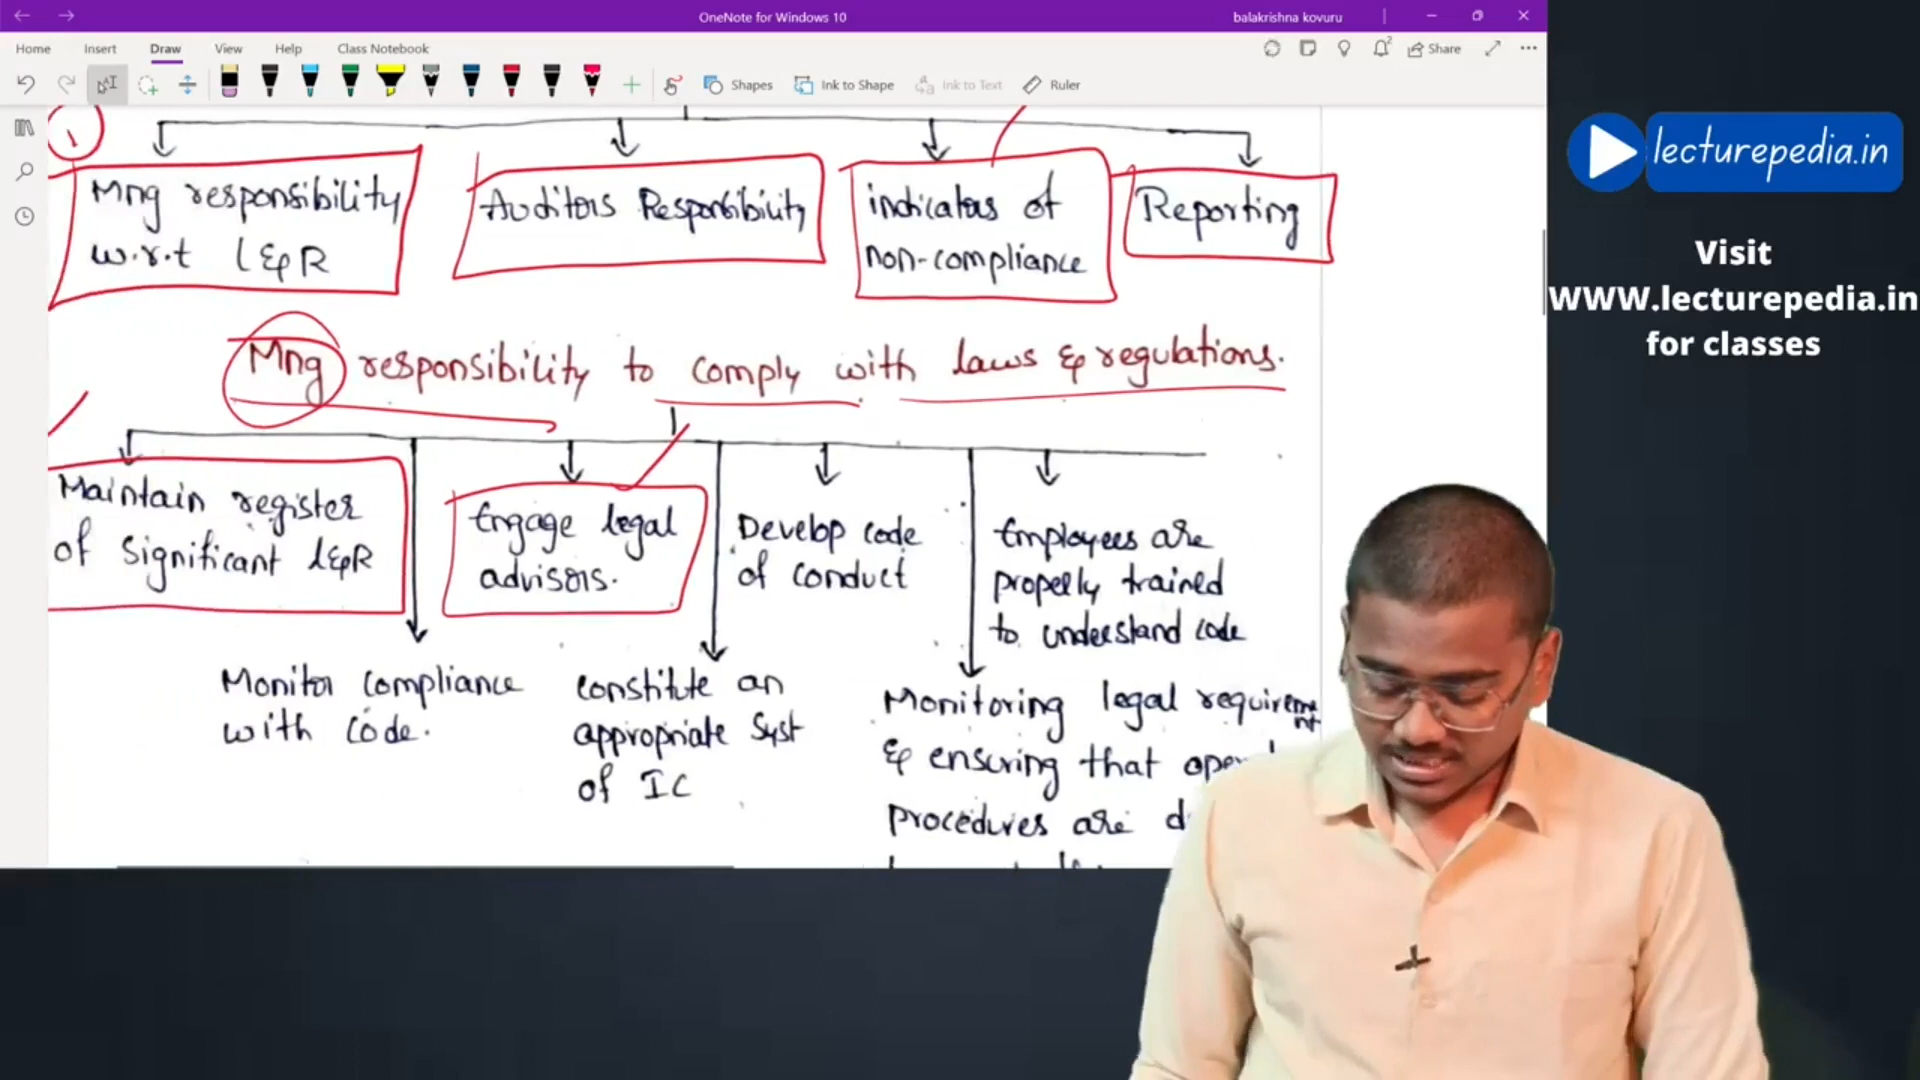 OneNote for Windows 10
balakrishna kovuru
Home Insert Draw View Help Class Notebook
2
Share
Shapes
Ink to Shape
Ink to Text
Ruler
1
Mng responsibility
w.r.t L&R
Auditors Responsibility
indicators of
non-compliance
Reporting
Mng responsibility to comply with laws & regulations.
Maintain register
of significant L&R
Engage legal
advisors.
Develop code
of conduct
Employees are
properly trained
to understand code
Monitor compliance
with code.
constitute an
appropriate Syst
of IC
Monitoring legal requirement
& ensuring that
procedures are
lecturepedia.in
Visit
WWW.lecturepedia.in
for classes